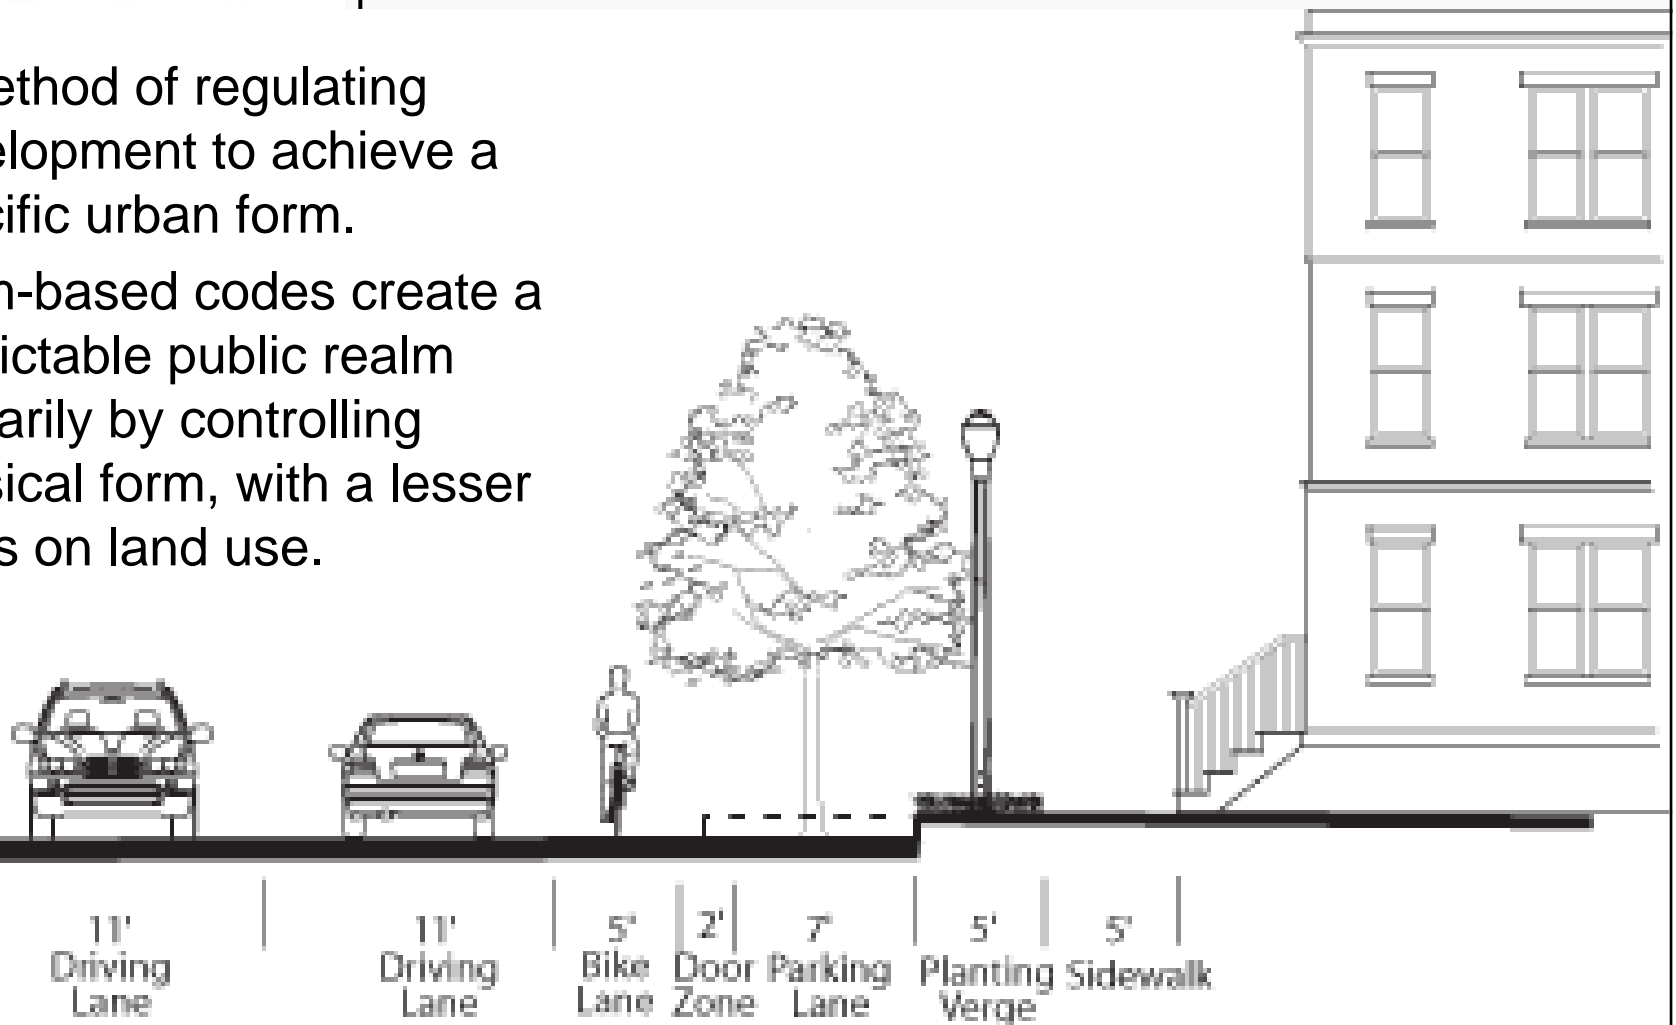 ethod of regulating
elopment to achieve a
cific urban form.
n-based codes create a
ictable public realm
arily by controlling
sical form, with a lesser
s on land use.
11' 11' 5' 2' 7' 5' 5'
Driving Driving Bike Door Parking Planting Sidewalk
Lane Lane Lane Zone Lane Verge